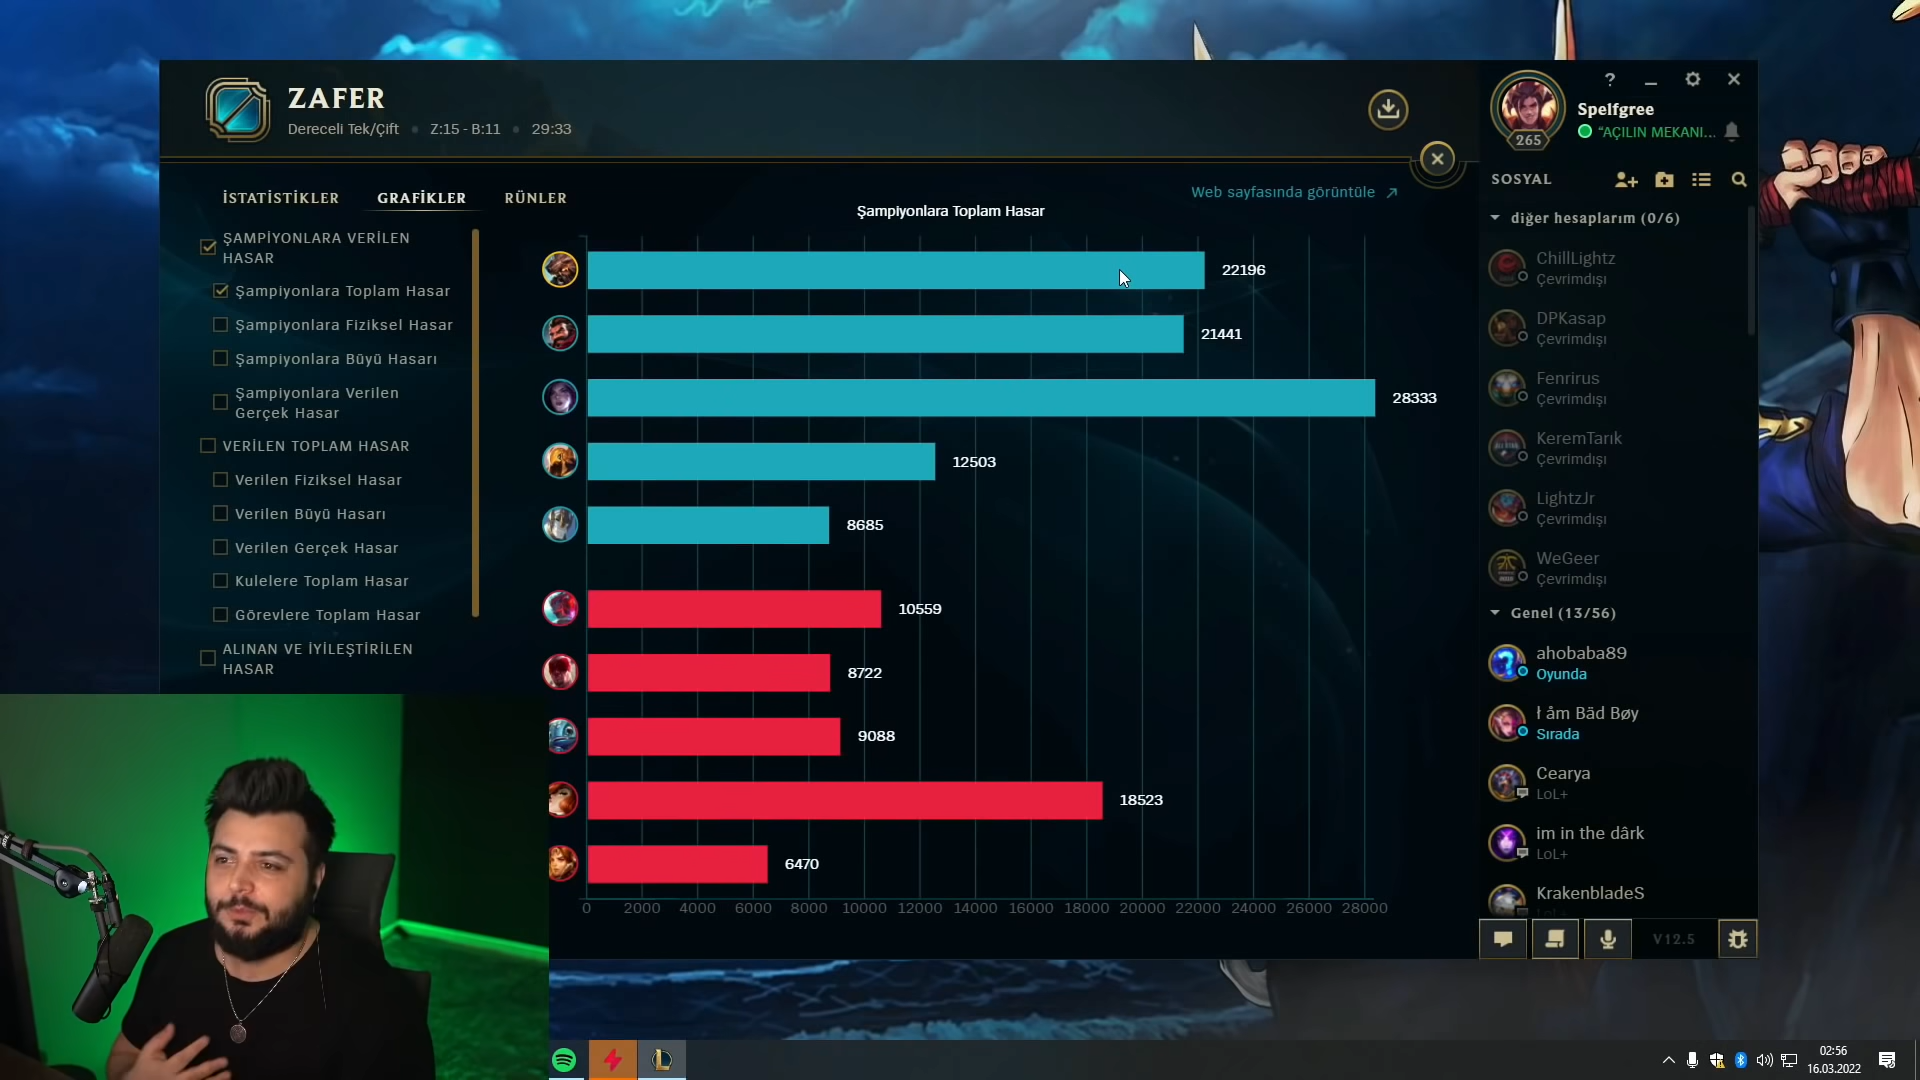 ZAFER
Dereceli Tek/Çift • Z:15 - B:11 • 29:33
İSTATİSTİKLER GRAFİKLER RÜNLER
Web sayfasında görüntüle
ŞAMPİYONLARA VERİLEN
HASAR
Şampiyonlara Toplam Hasar
Şampiyonlara Fiziksel Hasar
Şampiyonlara Büyü Hasarı
Şampiyonlara Verilen
Gerçek Hasar
VERİLEN TOPLAM HASAR
Verilen Fiziksel Hasar
Verilen Büyü Hasarı
Verilen Gerçek Hasar
Kulelere Toplam Hasar
Görevlere Toplam Hasar
ALINAN VE İYİLEŞTİRİLEN
HASAR
Şampiyonlara Toplam Hasar
22196
21441
28333
12503
8685
10559
8722
9088
18523
6470
0 2000 4000 6000 8000 10000 12000 14000 16000 18000 20000 22000 24000 26000 28000
?
265
Spelfgree
“AÇILIN MEKANI...
SOSYAL
diğer hesaplarım (0/6)
ChillLightz
Çevrimdışı
DPKasap
Çevrimdışı
Fenrirus
Çevrimdışı
KeremTarık
Çevrimdışı
LightzJr
Çevrimdışı
WeGeer
Çevrimdışı
Genel (13/56)
ahobaba89
Oyunda
ł åm Bäd Bøy
Sırada
Cearya
LoL+
im in the dârk
LoL+
KrakenbladeS
LoL+
V12.5
02:56
16.03.2022